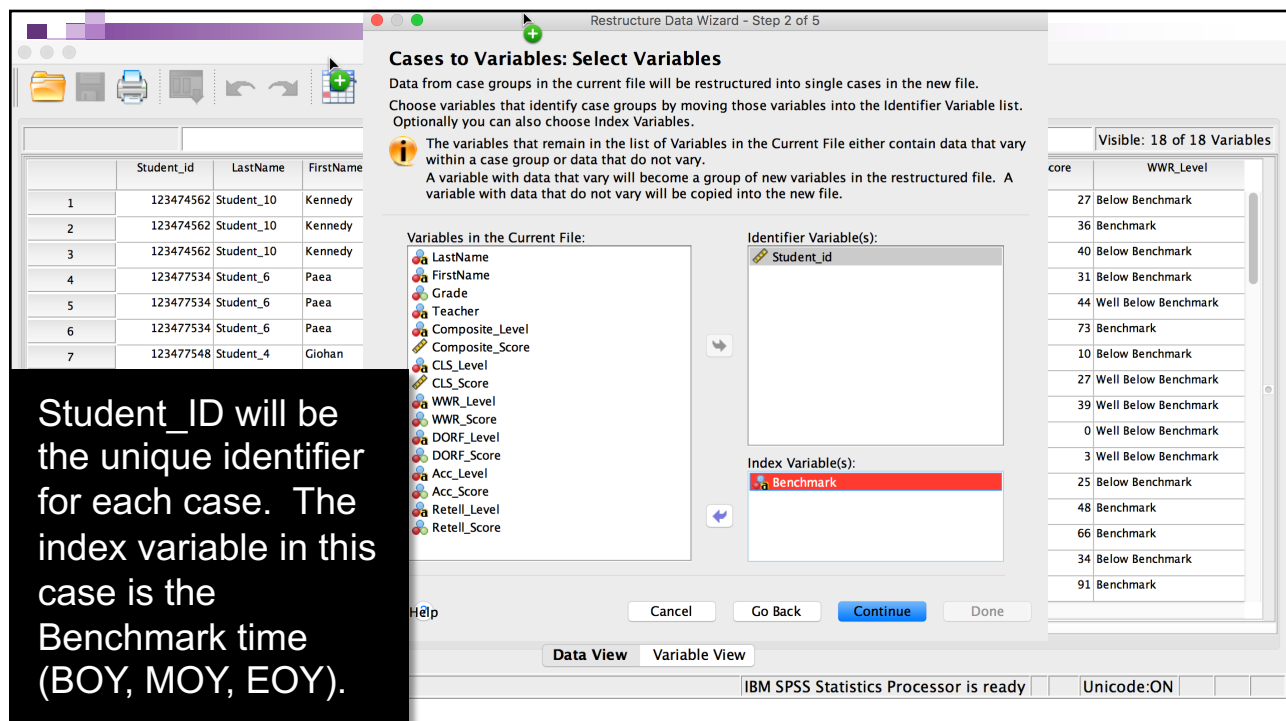 Restructure Data Wizard - Step 2 of 5
Cases to Variables: Select Variables
Data from case groups in the current file will be restructured into single cases in the new file.
Choose variables that identify case groups by moving those variables into the Identifier Variable list.
Optionally you can also choose Index Variables.
The variables that remain in the list of Variables in the Current File either contain data that vary
within a case group or data that do not vary.
A variable with data that vary will become a group of new variables in the restructured file. A
variable with data that do not vary will be copied into the new file.
Variables in the Current File:
LastName
FirstName
Grade
Teacher
Composite_Level
Composite_Score
CLS_Level
CLS_Score
WWR_Level
WWR_Score
DORF_Level
DORF_Score
Acc_Level
Acc_Score
Retell_Level
Retell_Score
Identifier Variable(s):
Student_id
Index Variable(s):
Benchmark
Help
Cancel
Go Back
Continue
Done
Visible: 18 of 18 Variables
Student_id LastName FirstName
1 123474562 Student_10 Kennedy
2 123474562 Student_10 Kennedy
3 123474562 Student_10 Kennedy
4 123477534 Student_6 Paea
5 123477534 Student_6 Paea
6 123477534 Student_6 Paea
7 123477548 Student_4 Giohan
core WWR_Level
27 Below Benchmark
36 Benchmark
40 Below Benchmark
31 Below Benchmark
44 Well Below Benchmark
73 Benchmark
10 Below Benchmark
27 Well Below Benchmark
39 Well Below Benchmark
0 Well Below Benchmark
3 Well Below Benchmark
25 Below Benchmark
48 Benchmark
66 Benchmark
34 Below Benchmark
91 Benchmark
Student_ID will be
the unique identifier
for each case. The
index variable in this
case is the
Benchmark time
(BOY, MOY, EOY).
Data View Variable View
IBM SPSS Statistics Processor is ready
Unicode:ON